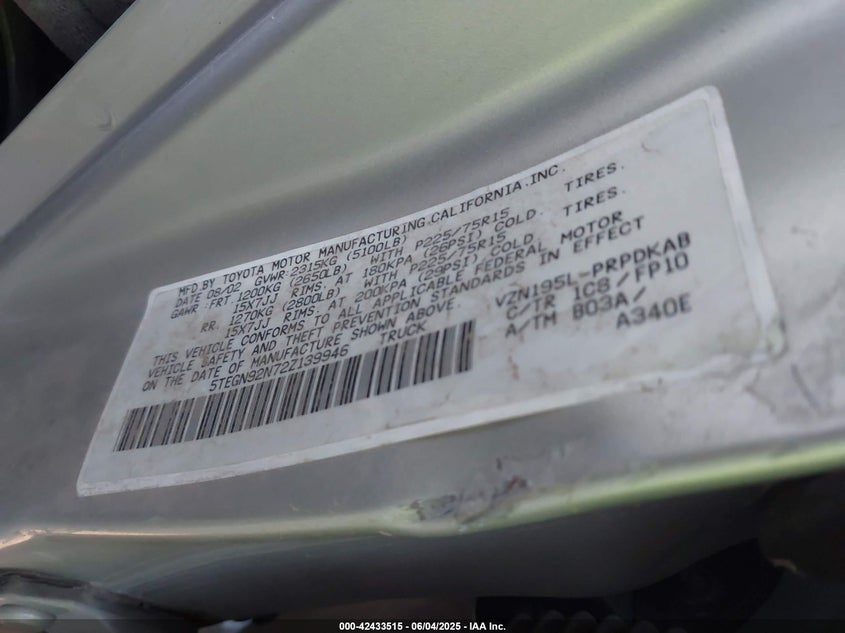 MFD.BY TOYOTA MOTOR MANUFACTURING.CALIFORNIA.INC.
DATE 08/02 GVWR:2315KG (5100LB)
GAWR:FRT 1200KG (2650LB) WITH P225/75R15 TIRES.
15X7JJ RIMS. AT 180KPA (26PSI) COLD.
RR. 1270KG (2800LB) WITH P225/75R15 TIRES.
15X7JJ RIMS. AT 200KPA (29PSI) COLD.
THIS VEHICLE CONFORMS TO ALL APPLICABLE FEDERAL MOTOR
VEHICLE SAFETY AND THEFT PREVENTION STANDARDS IN EFFECT
ON THE DATE OF MANUFACTURE SHOWN ABOVE.
5TEGN92N72Z139946 TRUCK
VZN195L-PRPDKAB
C/TR 1C8/FP10
A/TM B03A/
A340E
000-42433515 - 06/04/2025 - IAA Inc.